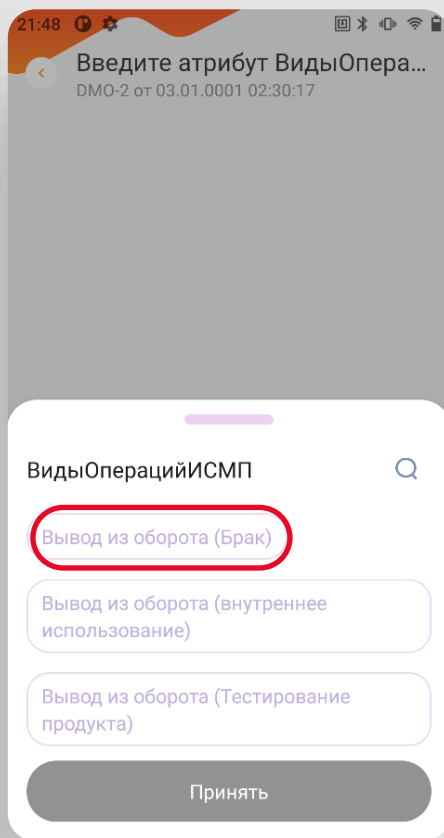 21:48
Введите атрибут ВидыОпера...
DMO-2 от 03.01.0001 02:30:17
ВидыОперацийИСМП
Вывод из оборота (Брак)
Вывод из оборота (внутреннее
использование)
Вывод из оборота (Тестирование
продукта)
Принять